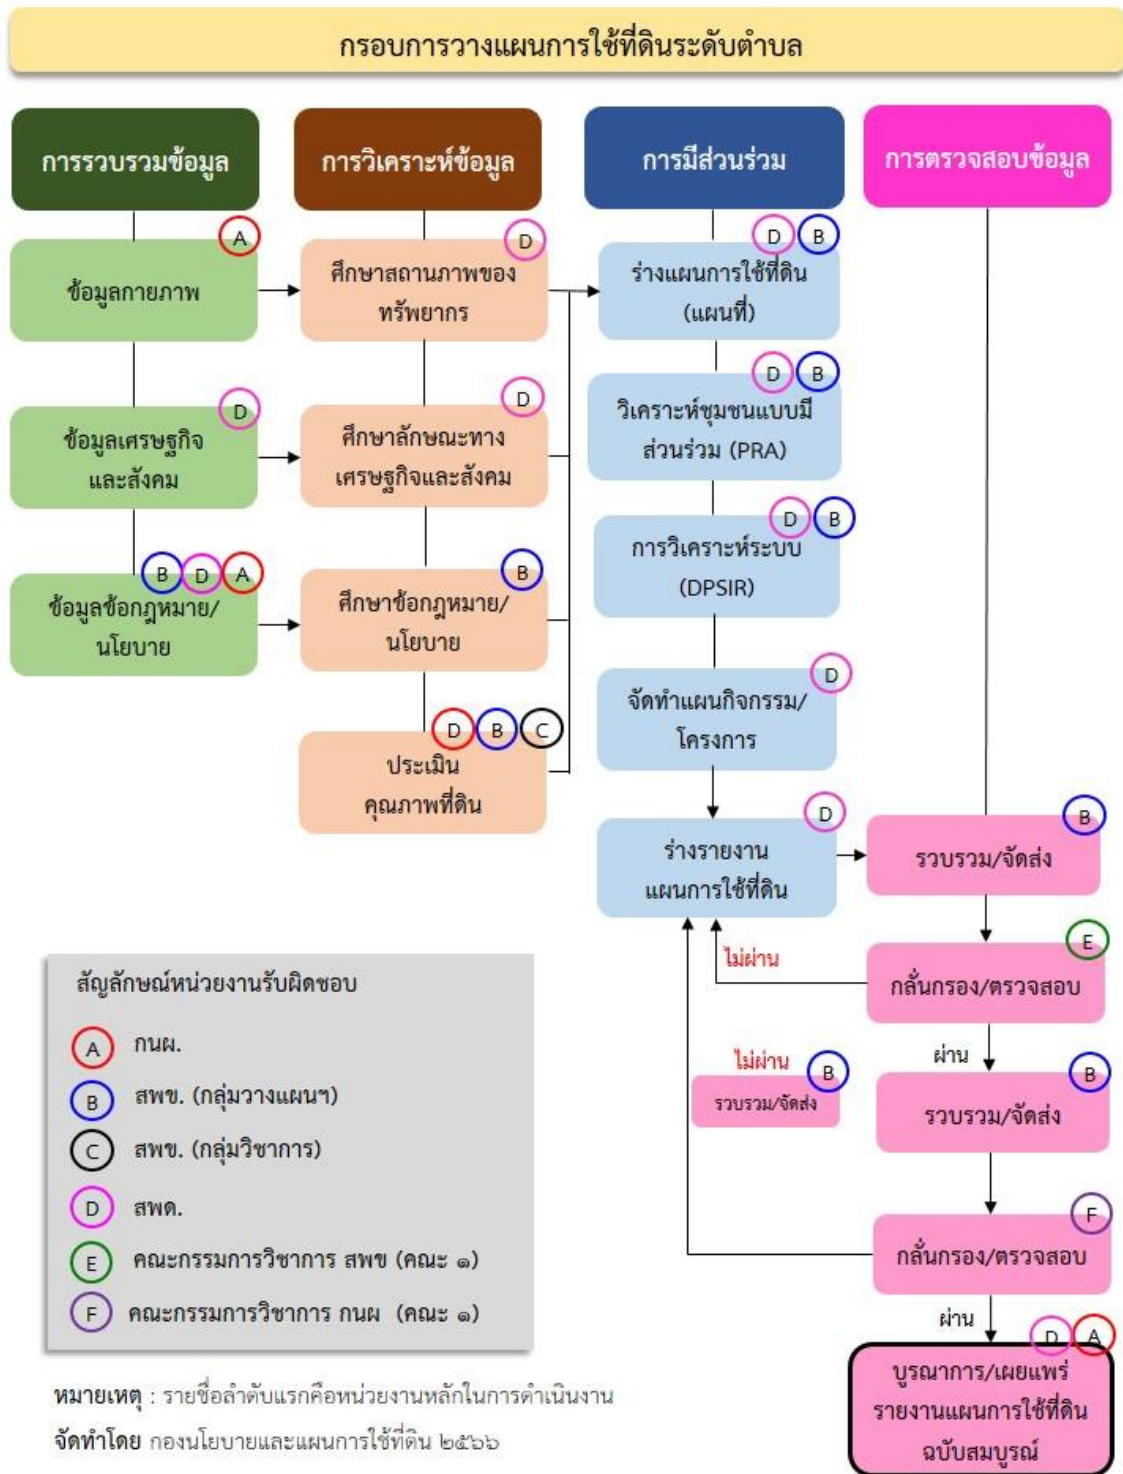 กรอบการวางแผนการใช้ที่ดินระดับตำบล
การรวบรวมข้อมูล
A
ข้อมูลกายภาพ
D
ข้อมูลเศรษฐกิจ
และสังคม
B D A
ข้อมูลข้อกฎหมาย/
นโยบาย
การวิเคราะห์ข้อมูล
D
ศึกษาสถานภาพของ
ทรัพยากร
D
ศึกษาลักษณะทาง
เศรษฐกิจและสังคม
B
ศึกษาข้อกฎหมาย/
นโยบาย
D B C
ประเมิน
คุณภาพที่ดิน
การมีส่วนร่วม
D B
ร่างแผนการใช้ที่ดิน
(แผนที่)
D B
วิเคราะห์ชุมชนแบบมี
ส่วนร่วม (PRA)
D B
การวิเคราะห์ระบบ
(DPSIR)
D
จัดทำแผนกิจกรรม/
โครงการ
D
ร่างรายงาน
แผนการใช้ที่ดิน
การตรวจสอบข้อมูล
B
รวบรวม/จัดส่ง
E
กลั่นกรอง/ตรวจสอบ
ไม่ผ่าน
ผ่าน
B
รวบรวม/จัดส่ง
F
กลั่นกรอง/ตรวจสอบ
ไม่ผ่าน
B
รวบรวม/จัดส่ง
ผ่าน
D A
บูรณาการ/เผยแพร่
รายงานแผนการใช้ที่ดิน
ฉบับสมบูรณ์
สัญลักษณ์หน่วยงานรับผิดชอบ
A กนผ.
B สพข. (กลุ่มวางแผนฯ)
C สพข. (กลุ่มวิชาการ)
D สพด.
E คณะกรรมการวิชาการ สพข (คณะ ๑)
F คณะกรรมการวิชาการ กนผ (คณะ ๑)
หมายเหตุ : รายชื่อลำดับแรกคือหน่วยงานหลักในการดำเนินงาน
จัดทำโดย กองนโยบายและแผนการใช้ที่ดิน ๒๕๖๖